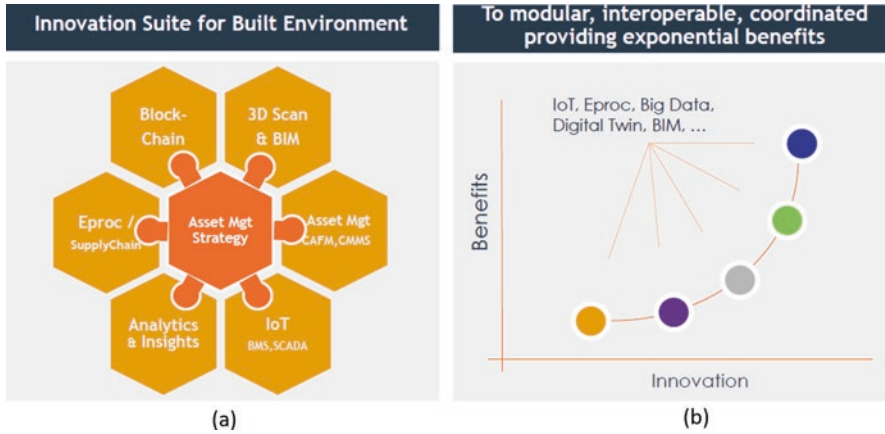 Innovation Suite for Built Environment
Block-
Chain
3D Scan
& BIM
Eproc /
SupplyChain
Asset Mgt
Strategy
Asset Mgt
CAFM,CMMS
Analytics
& Insights
IoT
BMS,SCADA
(a)
To modular, interoperable, coordinated
providing exponential benefits
IoT, Eproc, Big Data,
Digital Twin, BIM, ...
Benefits
Innovation
(b)